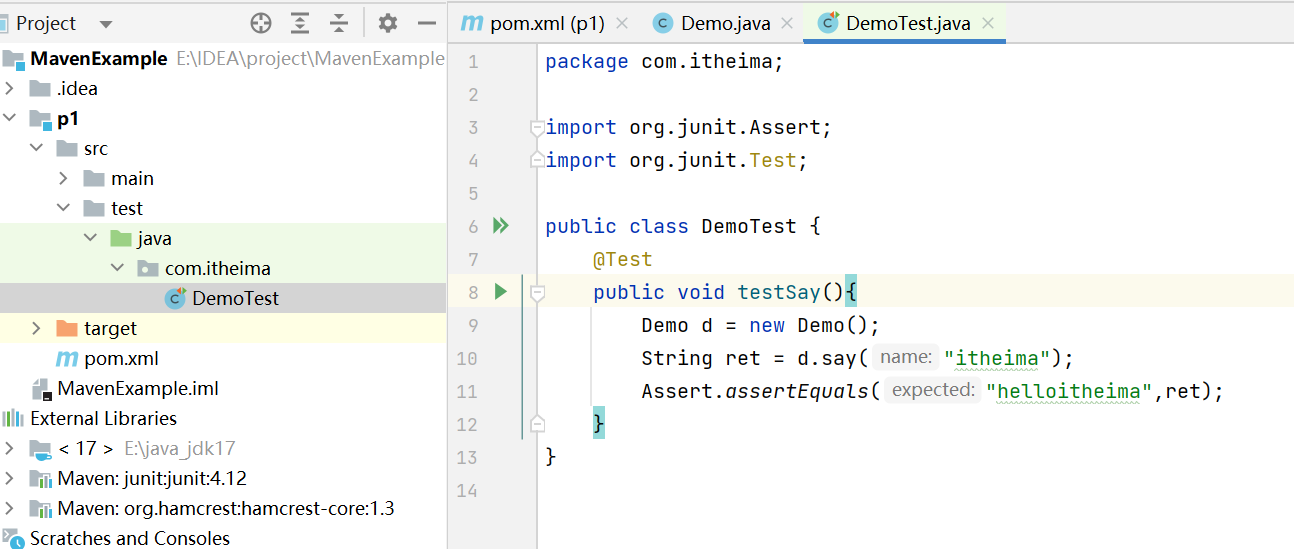 Project
MavenExample E:\IDEA\project\MavenExample
.idea
p1
src
main
test
java
com.itheima
DemoTest
target
pom.xml
MavenExample.iml
External Libraries
< 17 > E:\java_jdk17
Maven: junit:junit:4.12
Maven: org.hamcrest:hamcrest-core:1.3
Scratches and Consoles
pom.xml (p1) Demo.java DemoTest.java
1 package com.itheima;
2
3 import org.junit.Assert;
4 import org.junit.Test;
5
6 public class DemoTest {
7 @Test
8 public void testSay(){
9 Demo d = new Demo();
10 String ret = d.say( name: "itheima");
11 Assert.assertEquals( expected: "helloitheima",ret);
12 }
13 }
14